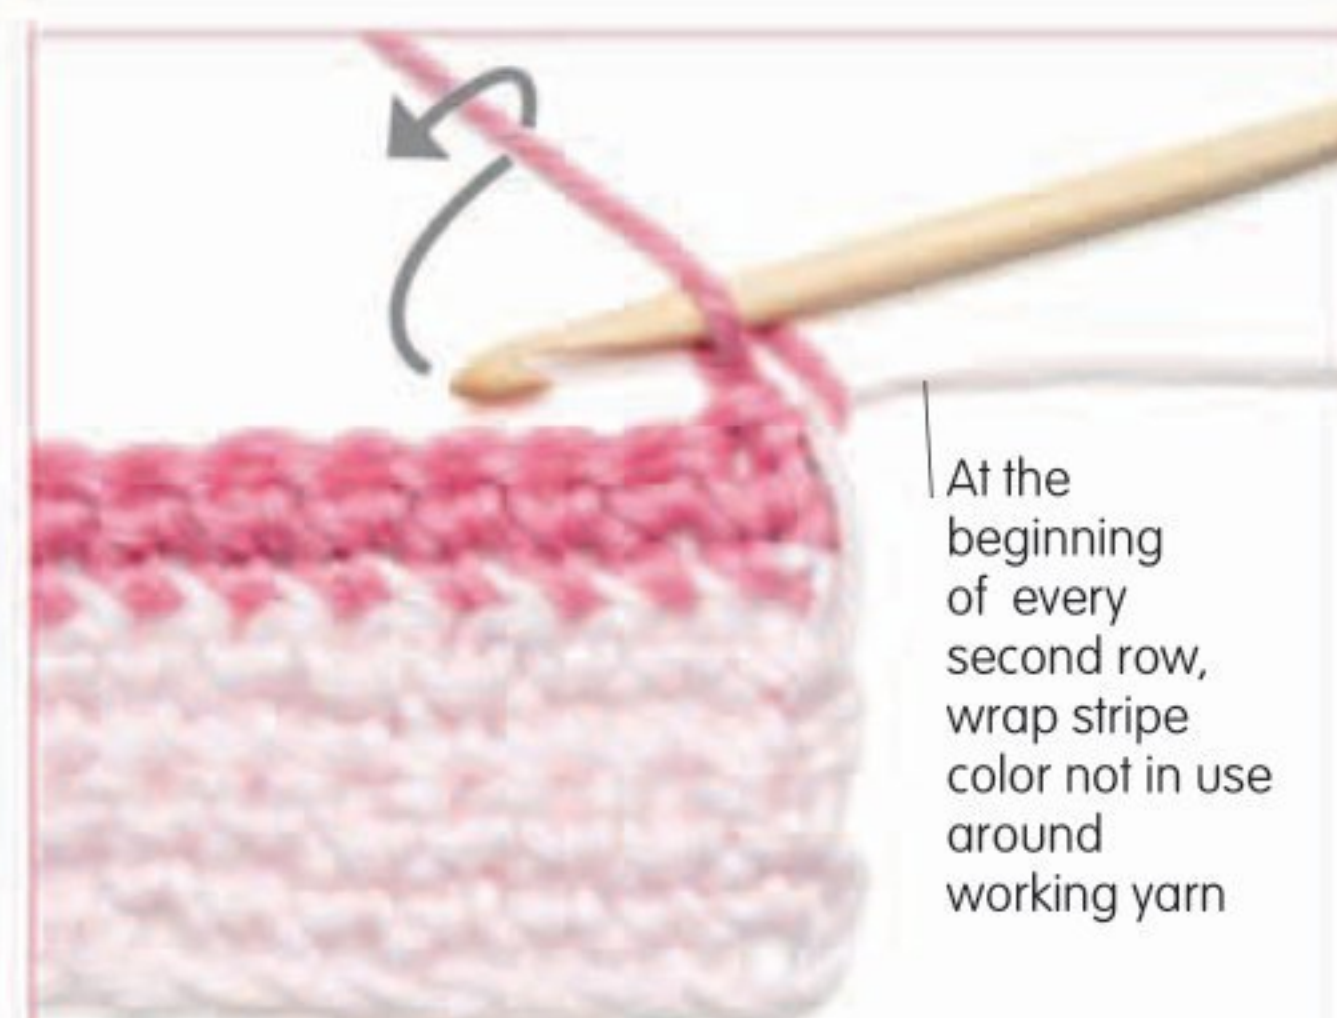 At the
beginning
of every
second row,
wrap stripe
color not in use
around
working yarn